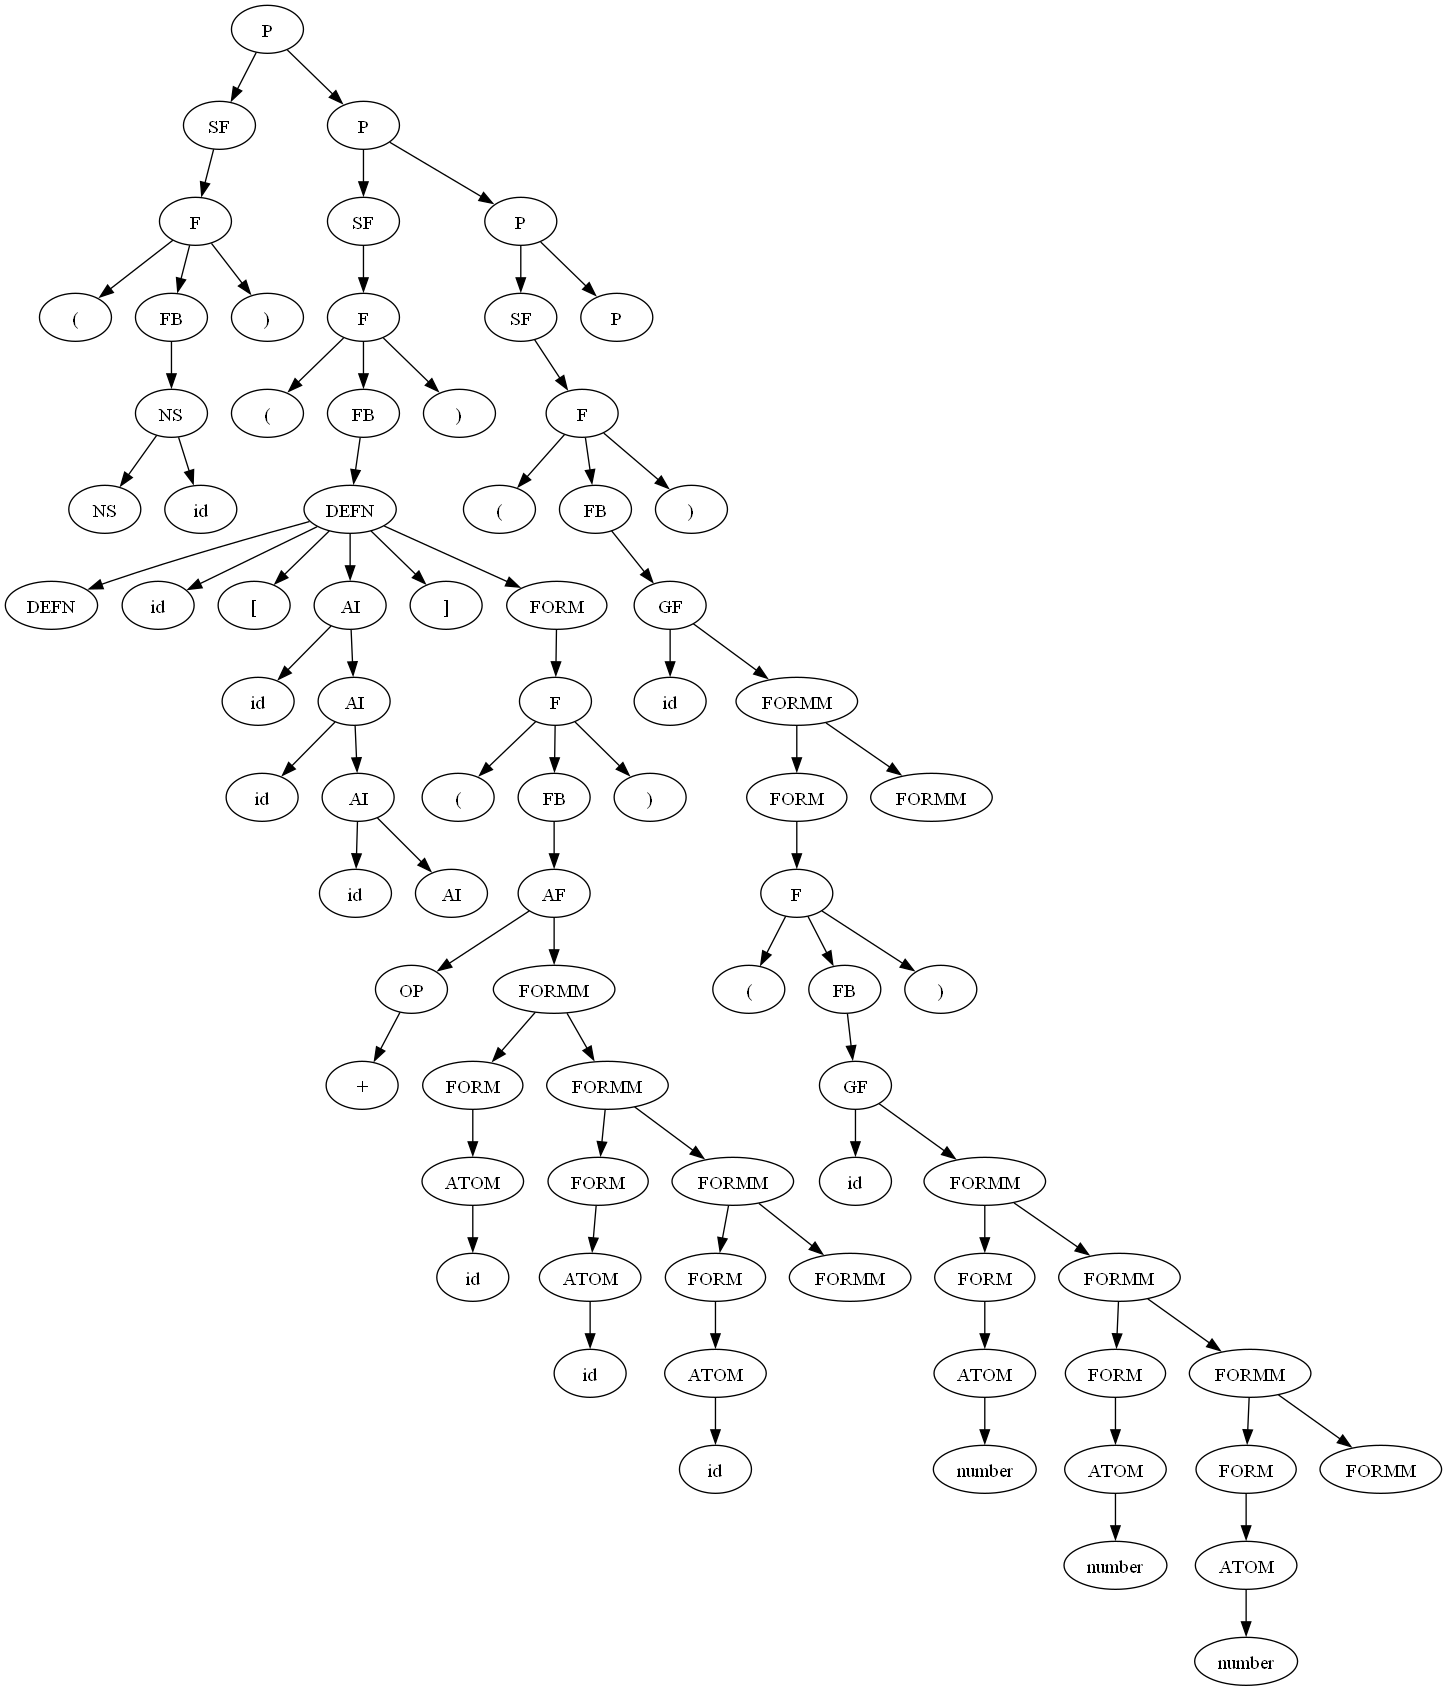 P
SF P
F SF P
( FB ) F SF P
NS ( FB ) F
NS id DEFN ( FB )
DEFN id [ AI ] FORM GF
id AI F id FORMM
id AI ( FB ) FORM FORMM
id AI AF F
OP FORMM ( FB )
+ FORM FORMM GF
ATOM FORM FORMM id FORMM
id ATOM FORM FORMM FORM FORMM
id ATOM ATOM FORM FORMM
id number ATOM FORM FORMM
number ATOM
number